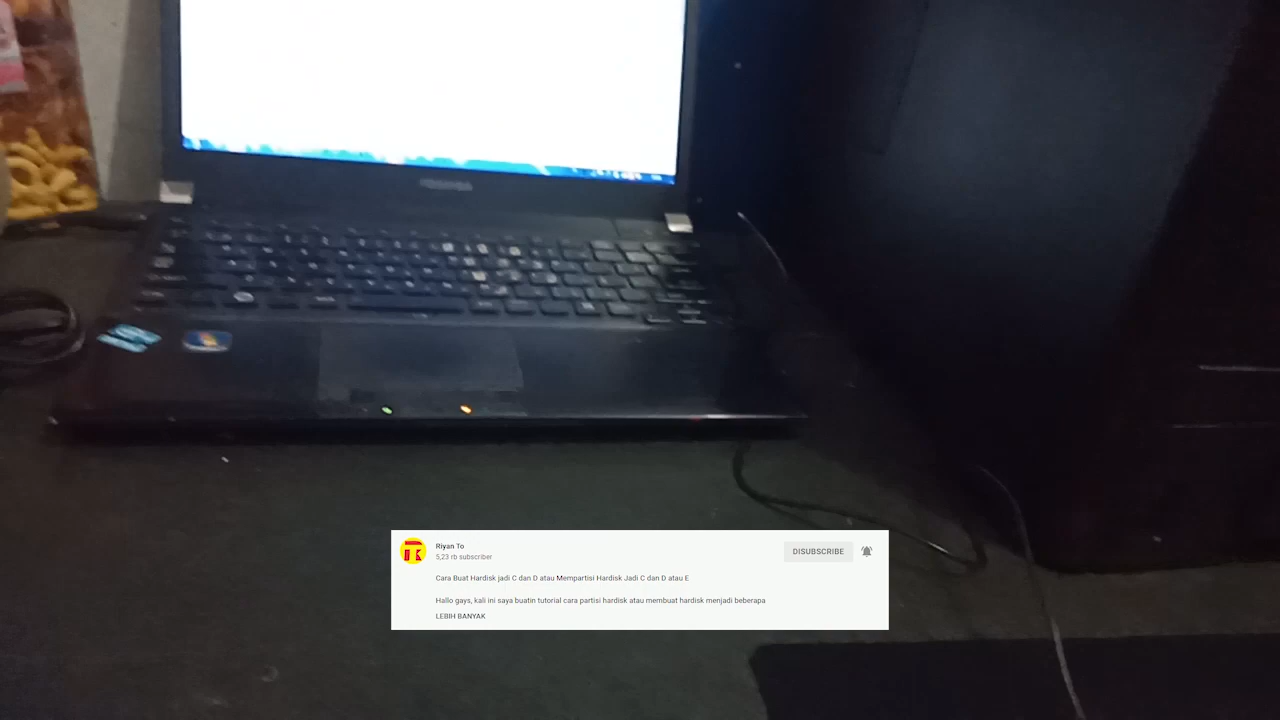 TOSHIBA
Riyan To
5,23 rb subscriber
DISUBSCRIBE
Cara Buat Hardisk jadi C dan D atau Mempartisi Hardisk Jadi C dan D atau E
Hallo gays, kali ini saya buatin tutorial cara partisi hardisk atau membuat hardisk menjadi beberapa
LEBIH BANYAK